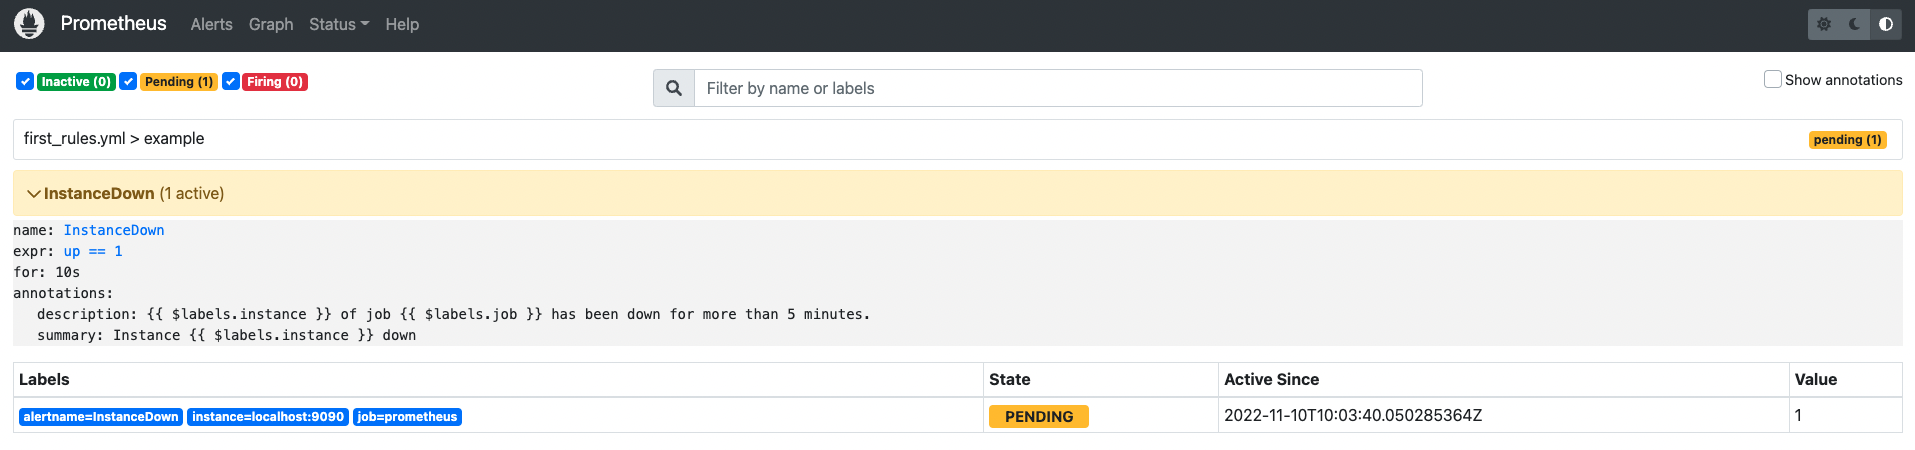 Prometheus Alerts Graph Status Help
Inactive (0) Pending (1) Firing (0) Filter by name or labels Show annotations
first_rules.yml > example pending (1)
InstanceDown (1 active)
name: InstanceDown
expr: up == 1
for: 10s
annotations:
description: {{ $labels.instance }} of job {{ $labels.job }} has been down for more than 5 minutes.
summary: Instance {{ $labels.instance }} down
Labels State Active Since Value
alertname=InstanceDown instance=localhost:9090 job=prometheus PENDING 2022-11-10T10:03:40.050285364Z 1